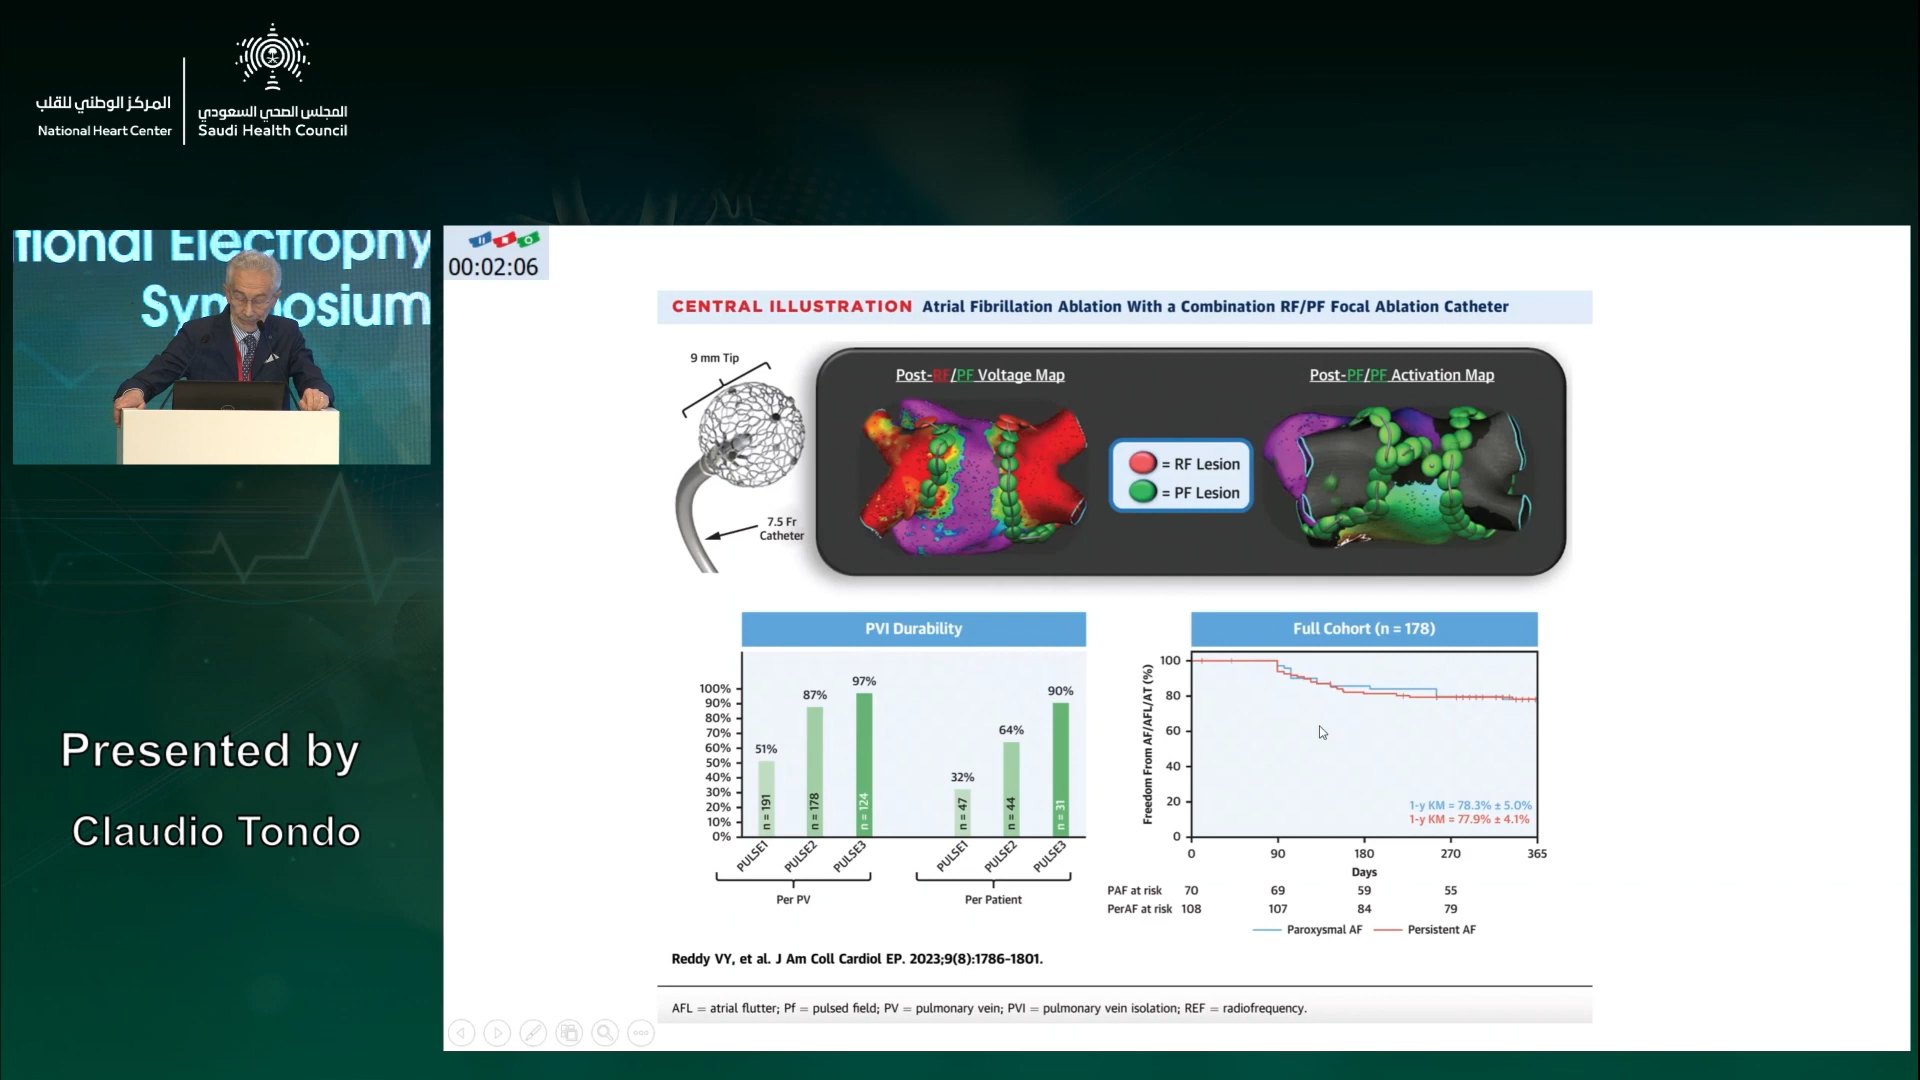 المركز الوطني للقلب
National Heart Center
المجلس الصحي السعودي
Saudi Health Council
tional Electrophy
Symposium
Presented by
Claudio Tondo
00:02:06
CENTRAL ILLUSTRATION Atrial Fibrillation Ablation With a Combination RF/PF Focal Ablation Catheter
9 mm Tip
7.5 Fr
Catheter
Post-RF/PF Voltage Map
= RF Lesion
= PF Lesion
Post-PF/PF Activation Map
PVI Durability
100%
90%
80%
70%
60%
50%
40%
30%
20%
10%
0%
51%
87%
97%
32%
64%
90%
n = 191
n = 178
n = 124
n = 47
n = 44
n = 31
PULSE1
PULSE2
PULSE3
PULSE1
PULSE2
PULSE3
Per PV
Per Patient
Full Cohort (n = 178)
Freedom From AF/AFL/AT (%)
100
80
60
40
20
0
1-y KM = 78.3% ± 5.0%
1-y KM = 77.9% ± 4.1%
0 90 180 270 365
Days
PAF at risk 70 69 59 55
PerAF at risk 108 107 84 79
Paroxysmal AF Persistent AF
Reddy VY, et al. J Am Coll Cardiol EP. 2023;9(8):1786-1801.
AFL = atrial flutter; Pf = pulsed field; PV = pulmonary vein; PVI = pulmonary vein isolation; REF = radiofrequency.